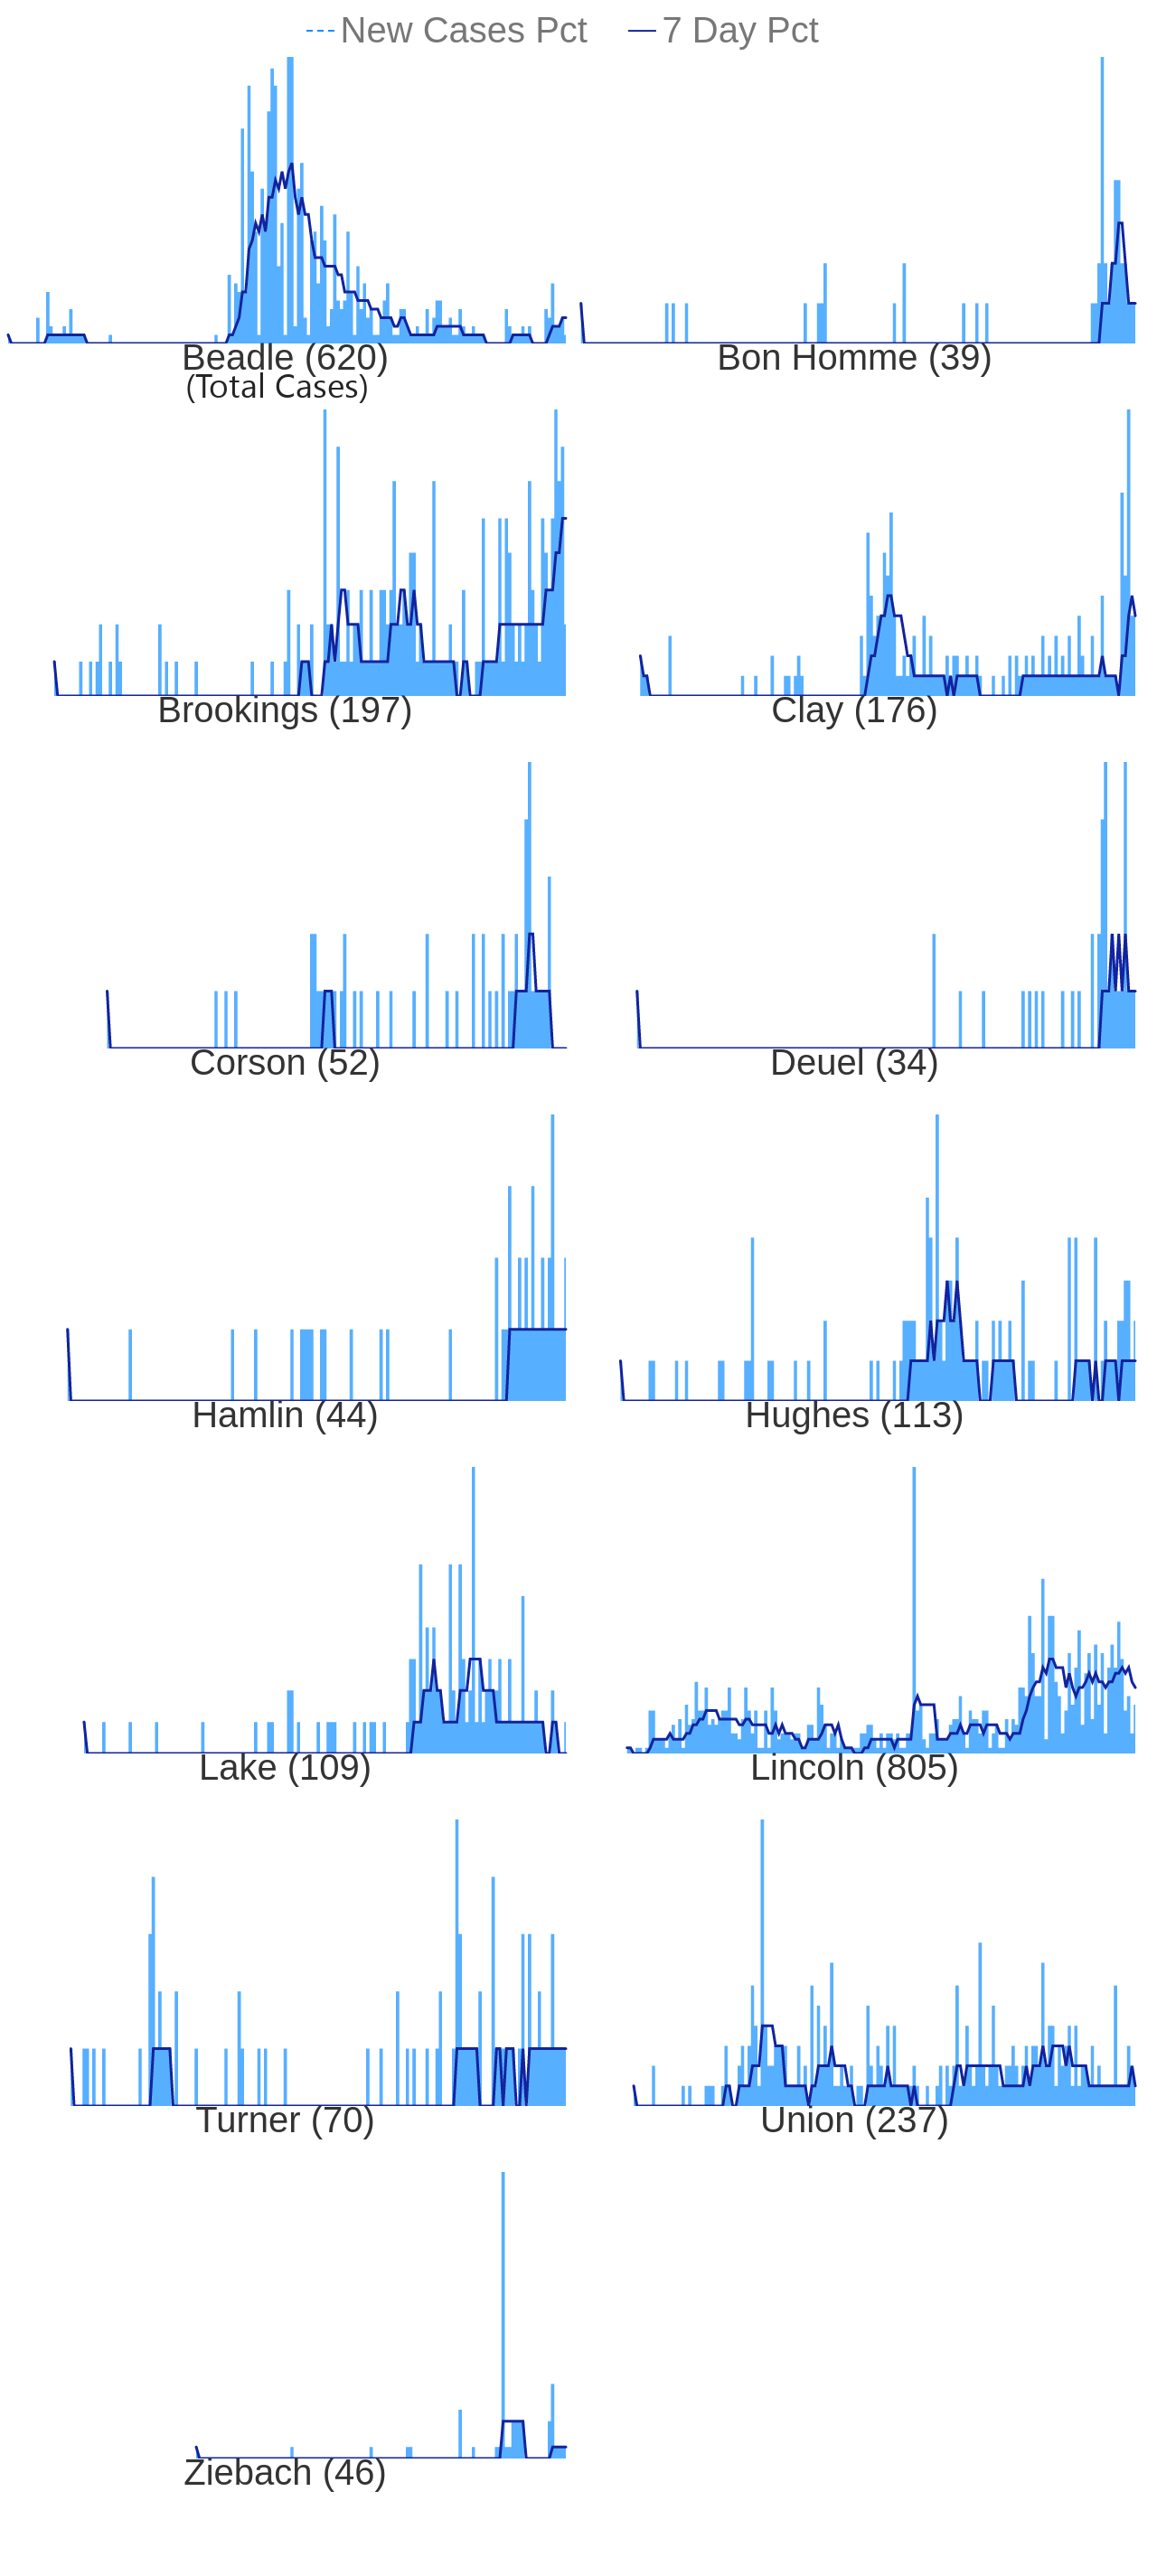 New Cases Pct 7 Day Pct
Beadle (620) Bon Homme (39)
(Total Cases)
Brookings (197) Clay (176)
Corson (52) Deuel (34)
Hamlin (44) Hughes (113)
Lake (109) Lincoln (805)
Turner (70) Union (237)
Ziebach (46)